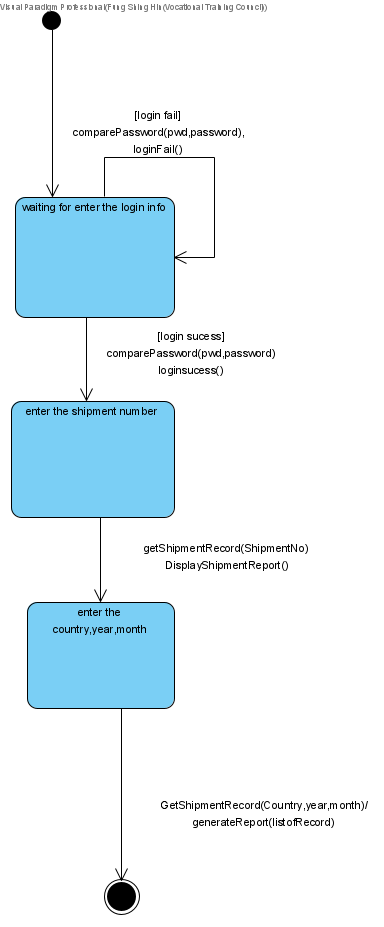 Visual Paradigm Professional(Fung Shing Hin(Vocational Training Council))
[login fail]
comparePassword(pwd,password),
loginFail()
waiting for enter the login info
[login sucess]
comparePassword(pwd,password)
loginsucess()
enter the shipment number
getShipmentRecord(ShipmentNo)
DisplayShipmentReport()
enter the
country,year,month
GetShipmentRecord(Country,year,month)/
generateReport(listofRecord)